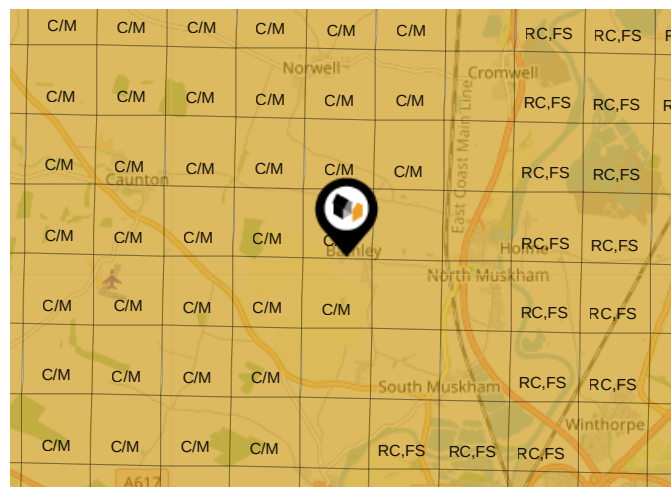 C/M C/M C/M C/M C/M C/M RC,FS RC,FS
Norwell
Cromwell
C/M C/M C/M C/M C/M C/M RC,FS RC,FS
East Coast Main Line
C/M C/M C/M C/M C/M C/M RC,FS RC,FS
Caunton
C/M C/M C/M C/M RC,FS RC,FS
North Muskham
C/M C/M C/M C/M C/M RC,FS RC,FS
C/M C/M C/M C/M RC,FS RC,FS
South Muskham
Winthorpe
C/M C/M C/M C/M RC,FS RC,FS RC,FS
A617